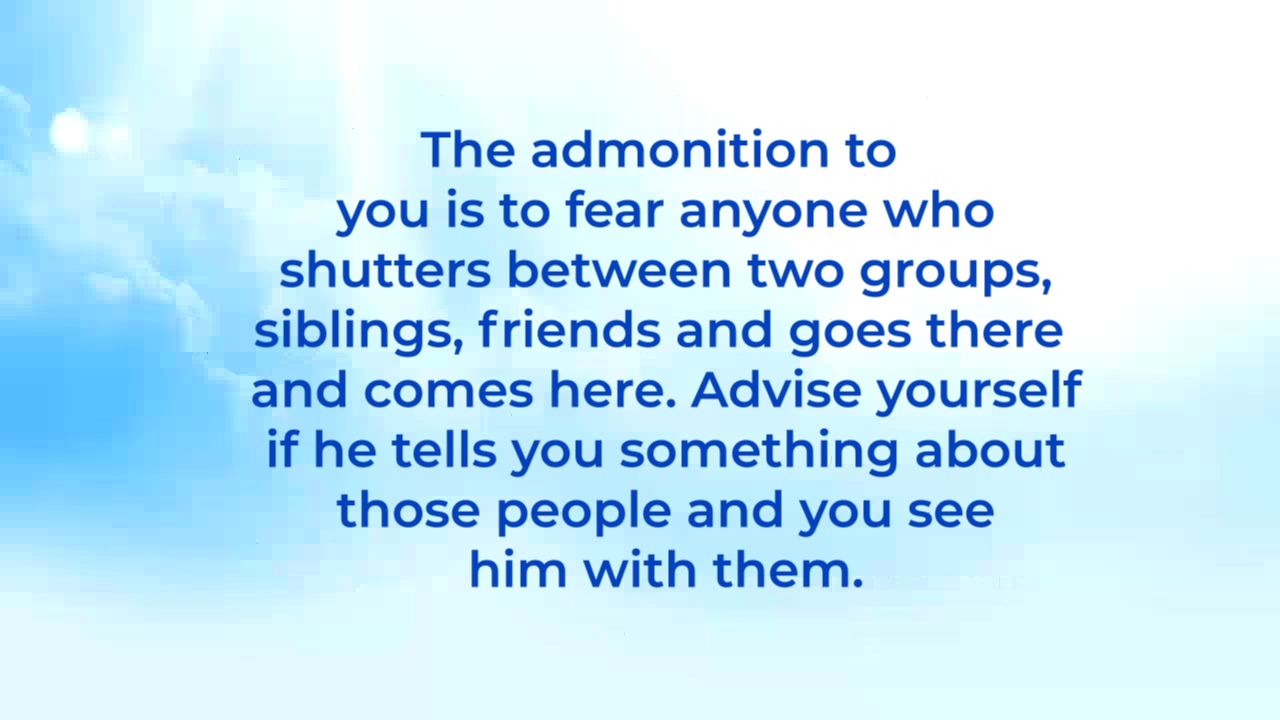 The admonition to
you is to fear anyone who
shutters between two groups,
siblings, friends and goes there
and comes here. Advise yourself
if he tells you something about
those people and you see
him with them.